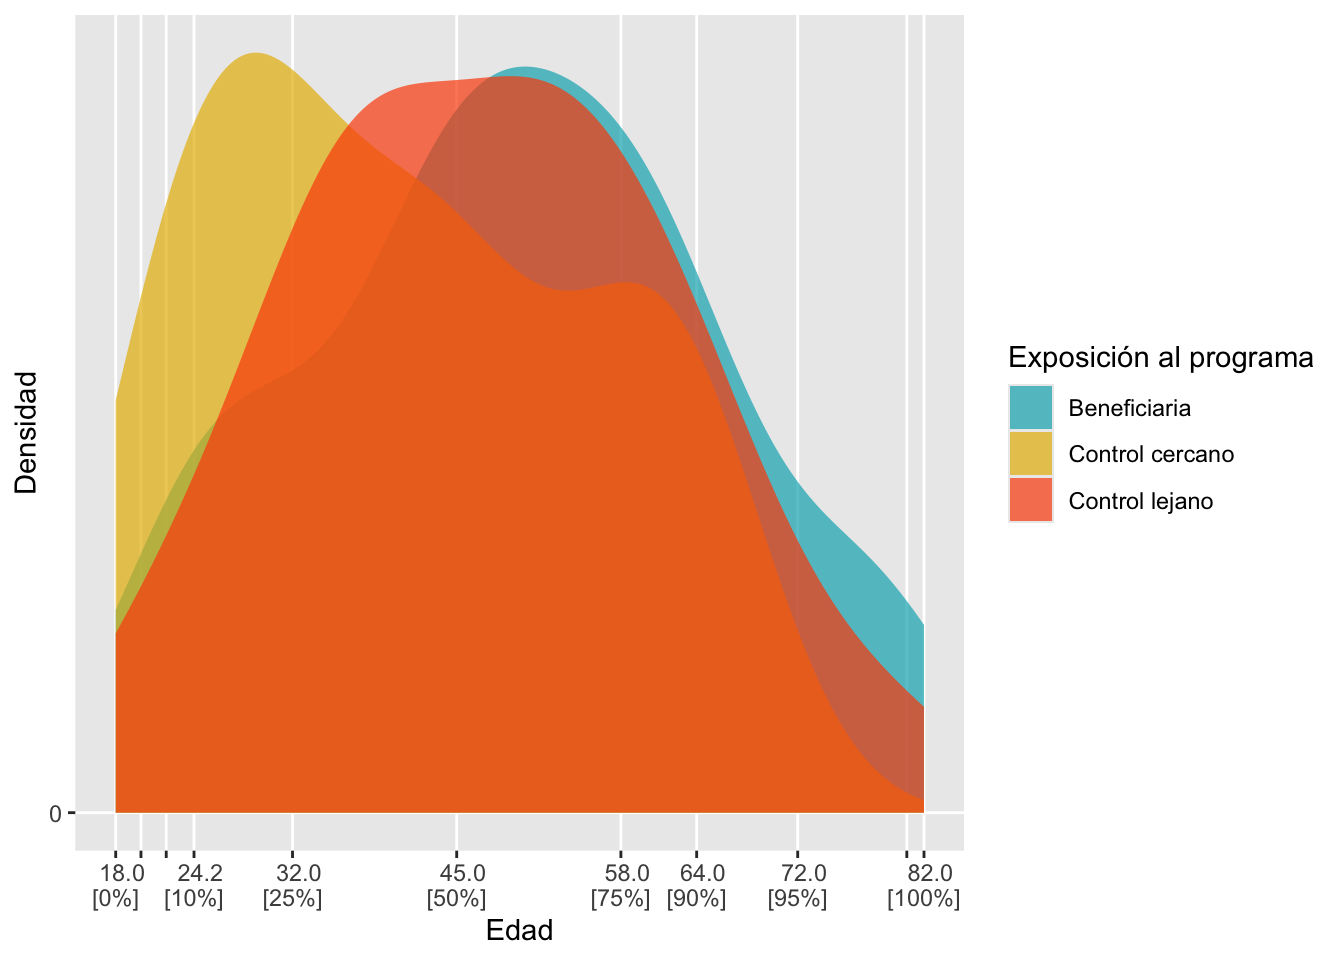 Densidad
0
18.0 24.2 32.0 45.0 58.0 64.0 72.0 82.0
[0%] [10%] [25%] [50%] [75%] [90%] [95%] [100%]
Edad
Exposición al programa
Beneficiaria
Control cercano
Control lejano